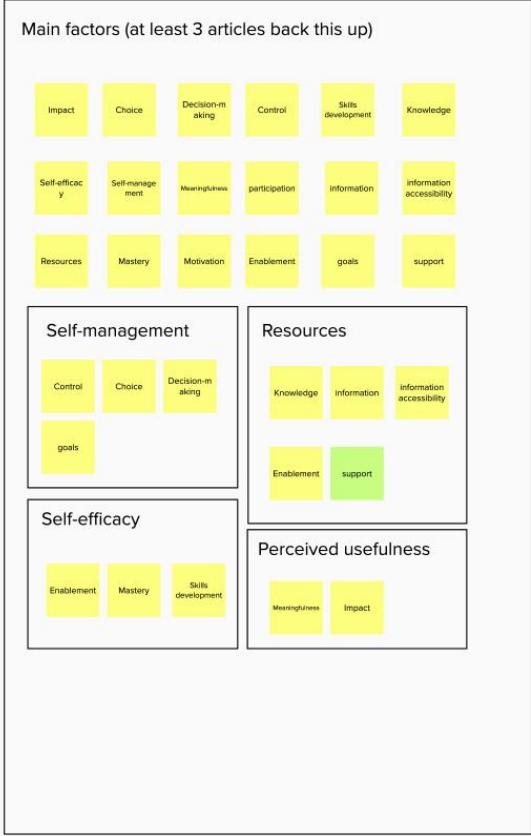 Main factors (at least 3 articles back this up)
Impact
Choice
Decision-m
aking
Control
Skills
development
Knowledge
Self-efficac
y
Self-manage
ment
Meaningfulness
participation
information
information
accessibility
Resources
Mastery
Motivation
Enablement
goals
support
Self-management
Control
Choice
Decision-m
aking
goals
Resources
Knowledge
information
information
accessibility
Enablement
support
Self-efficacy
Enablement
Mastery
Skills
development
Perceived usefulness
Meaningfulness
Impact